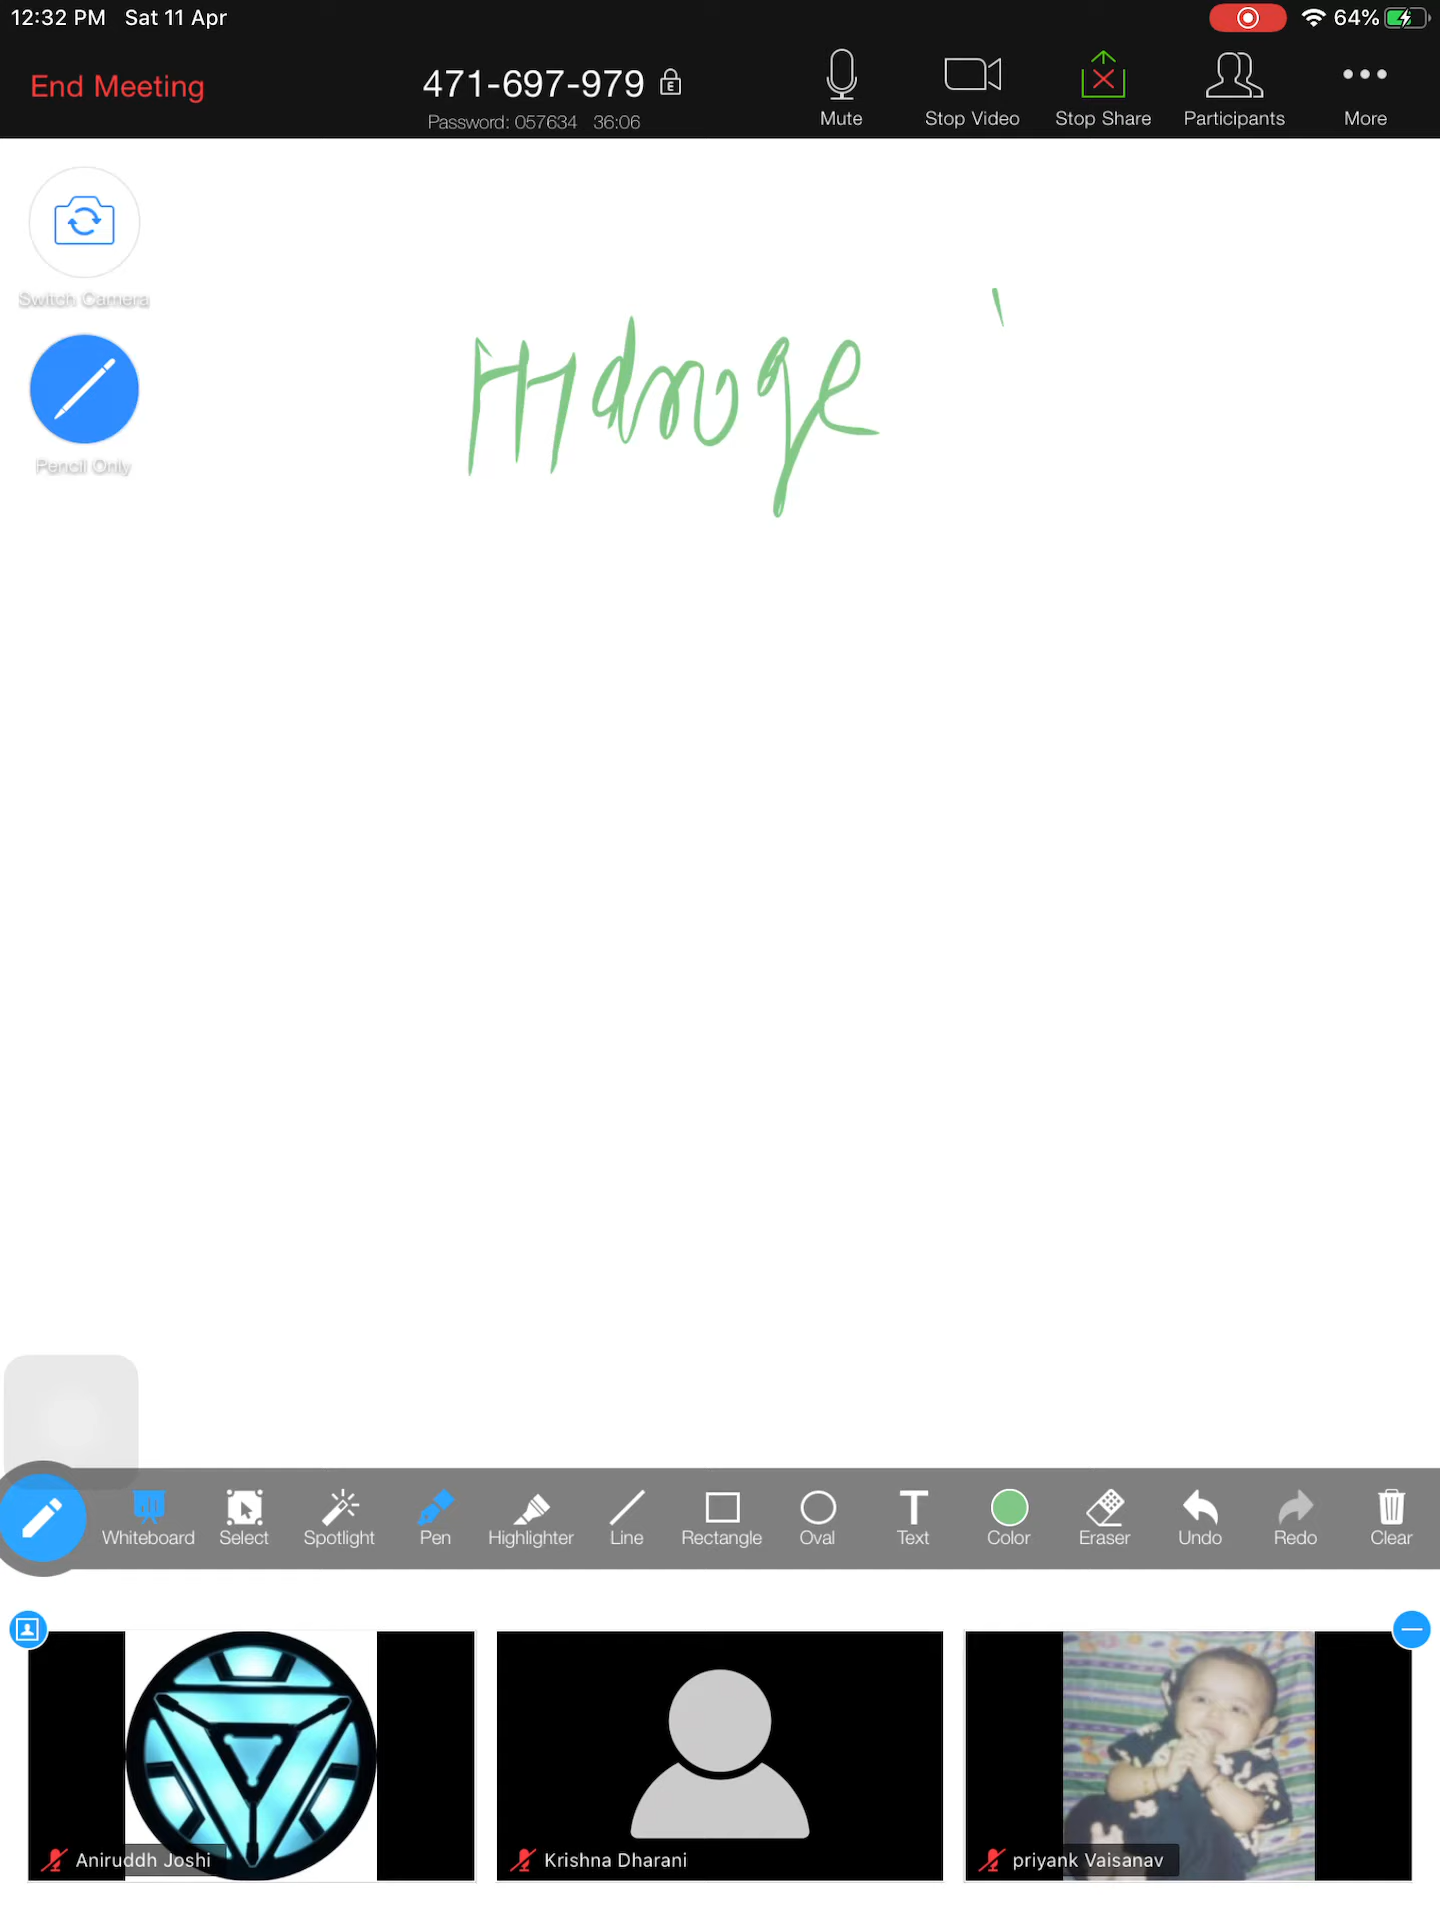 12:32 PM Sat 11 Apr 64%
End Meeting
471-697-979
Password: 057634 36:06
Mute
Stop Video
Stop Share
Participants
More
Switch Camera
Pencil Only
Hydroge
Whiteboard
Select
Spotlight
Pen
Highlighter
Line
Rectangle
Oval
Text
Color
Eraser
Undo
Redo
Clear
Aniruddh Joshi
Krishna Dharani
priyank Vaisanav